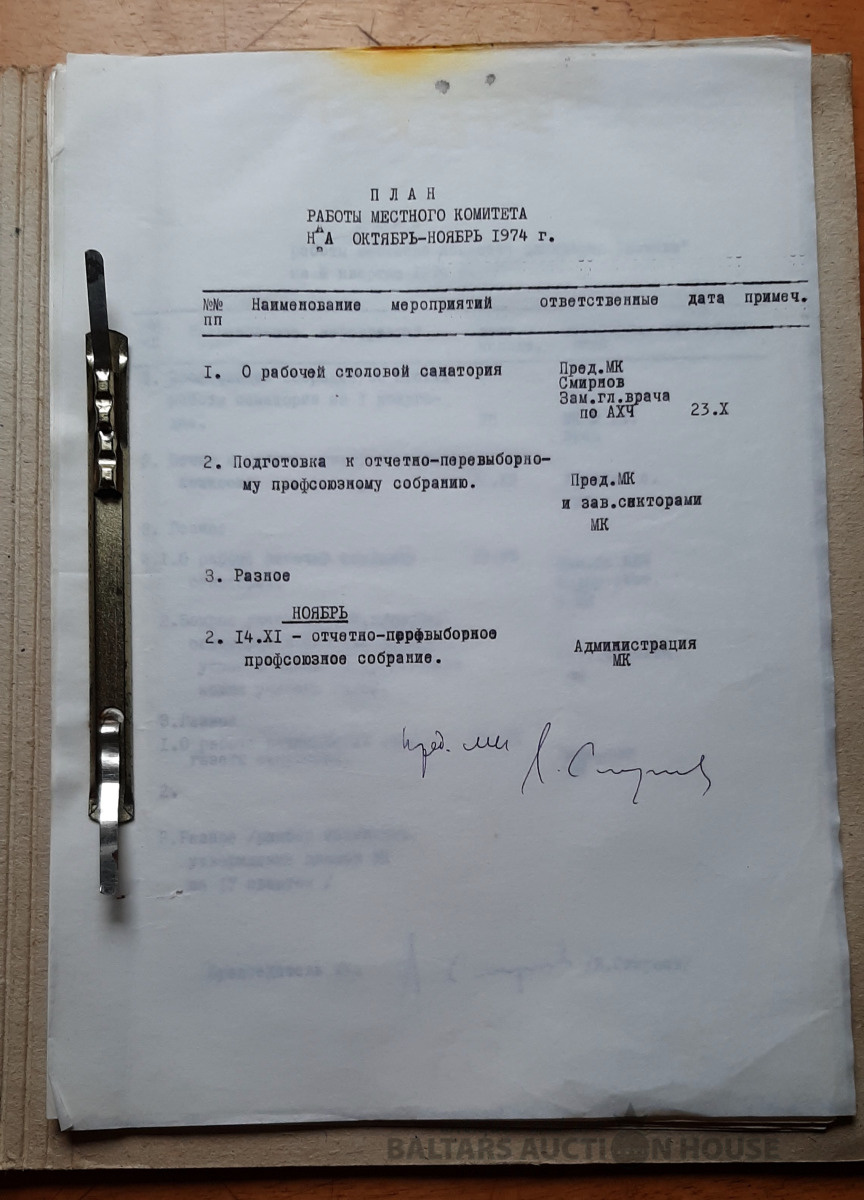 П Л А Н
РАБОТЫ МЕСТНОГО КОМИТЕТА
НА ОКТЯБРЬ-НОЯБРЬ 1974 г.
№№ Наименование мероприятий ответственные дата примеч.
пп
1. О рабочей столовой санатория Пред.МК
Смирнов
Зам.гл.врача
по АХЧ 23.X
2. Подготовка к отчетно-перевыборно-
му профсоюзному собранию. Пред.МК
и зав.секторами
МК
3. Разное
НОЯБРЬ
2. 14.XI - отчетно-перевыборное
профсоюзное собрание. Администрация
МК
пред. МК
BALTARS AUCTION HOUSE